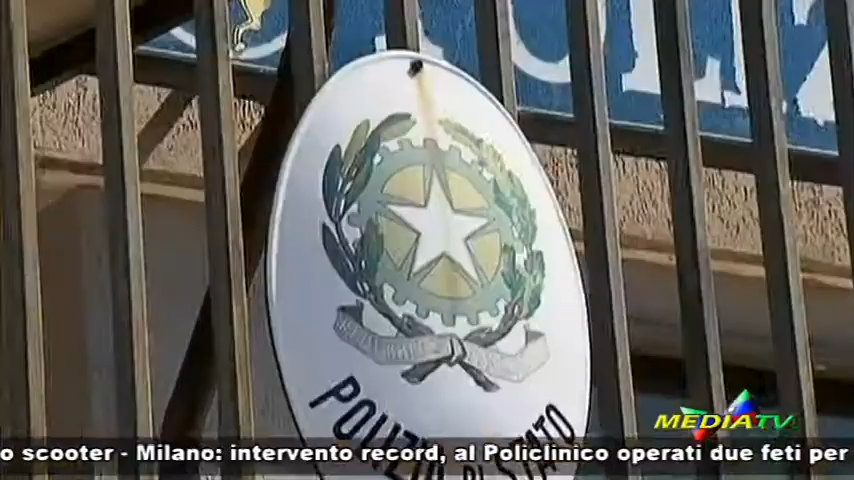 POLIZIA DI STATO
MEDIATV
o scooter - Milano: intervento record, al Policlinico operati due feti per